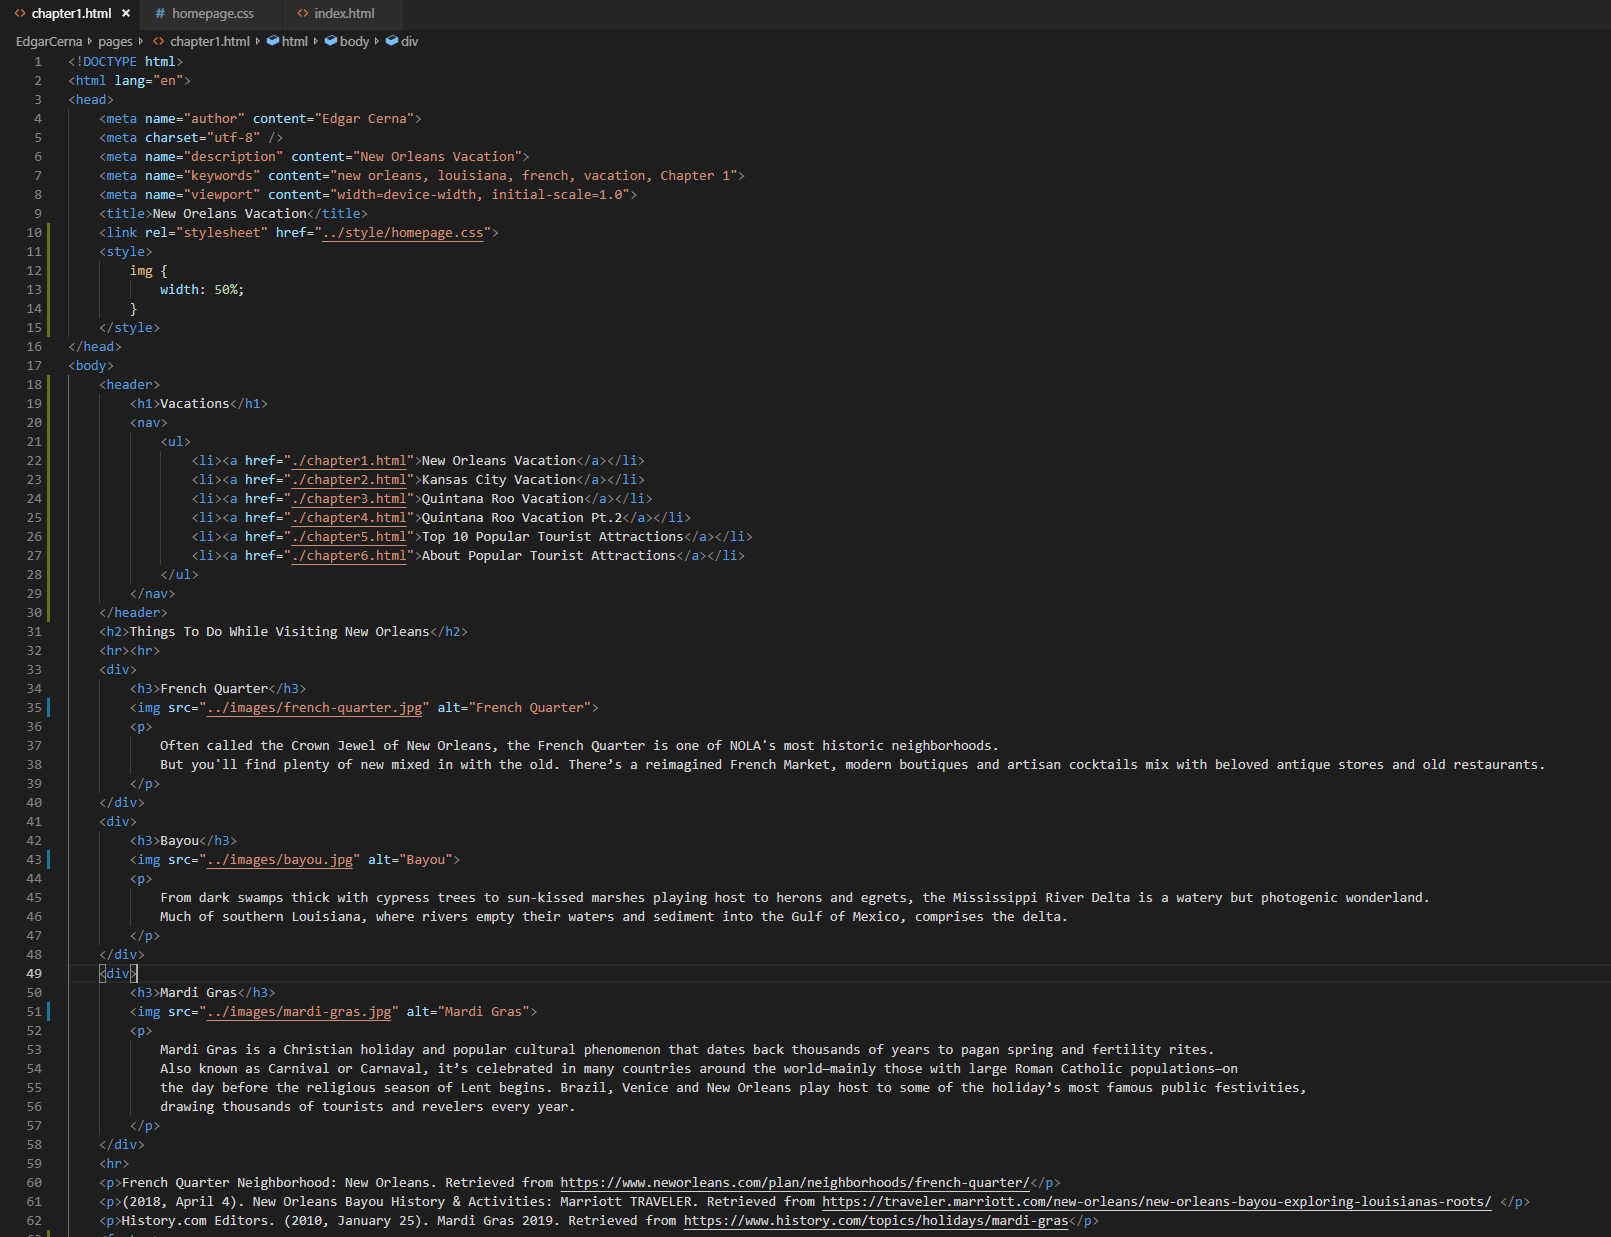 chapter1.html × # homepage.css index.html
EdgarCerna pages chapter1.html html body div
1 <!DOCTYPE html>
2 <html lang="en">
3 <head>
4 <meta name="author" content="Edgar Cerna">
5 <meta charset="utf-8" />
6 <meta name="description" content="New Orleans Vacation">
7 <meta name="keywords" content="new orleans, louisiana, french, vacation, Chapter 1">
8 <meta name="viewport" content="width=device-width, initial-scale=1.0">
9 <title>New Orelans Vacation</title>
10 <link rel="stylesheet" href="../style/homepage.css">
11 <style>
12 img {
13 width: 50%;
14 }
15 </style>
16 </head>
17 <body>
18 <header>
19 <h1>Vacations</h1>
20 <nav>
21 <ul>
22 <li><a href="./chapter1.html">New Orleans Vacation</a></li>
23 <li><a href="./chapter2.html">Kansas City Vacation</a></li>
24 <li><a href="./chapter3.html">Quintana Roo Vacation</a></li>
25 <li><a href="./chapter4.html">Quintana Roo Vacation Pt.2</a></li>
26 <li><a href="./chapter5.html">Top 10 Popular Tourist Attractions</a></li>
27 <li><a href="./chapter6.html">About Popular Tourist Attractions</a></li>
28 </ul>
29 </nav>
30 </header>
31 <h2>Things To Do While Visiting New Orleans</h2>
32 <hr><hr>
33 <div>
34 <h3>French Quarter</h3>
35 <img src="../images/french-quarter.jpg" alt="French Quarter">
36 <p>
37 Often called the Crown Jewel of New Orleans, the French Quarter is one of NOLA's most historic neighborhoods.
38 But you'll find plenty of new mixed in with the old. There’s a reimagined French Market, modern boutiques and artisan cocktails mix with beloved antique stores and old restaurants.
39 </p>
40 </div>
41 <div>
42 <h3>Bayou</h3>
43 <img src="../images/bayou.jpg" alt="Bayou">
44 <p>
45 From dark swamps thick with cypress trees to sun-kissed marshes playing host to herons and egrets, the Mississippi River Delta is a watery but photogenic wonderland.
46 Much of southern Louisiana, where rivers empty their waters and sediment into the Gulf of Mexico, comprises the delta.
47 </p>
48 </div>
49 <div>
50 <h3>Mardi Gras</h3>
51 <img src="../images/mardi-gras.jpg" alt="Mardi Gras">
52 <p>
53 Mardi Gras is a Christian holiday and popular cultural phenomenon that dates back thousands of years to pagan spring and fertility rites.
54 Also known as Carnival or Carnaval, it’s celebrated in many countries around the world—mainly those with large Roman Catholic populations—on
55 the day before the religious season of Lent begins. Brazil, Venice and New Orleans play host to some of the holiday’s most famous public festivities,
56 drawing thousands of tourists and revelers every year.
57 </p>
58 </div>
59 <hr>
60 <p>French Quarter Neighborhood: New Orleans. Retrieved from https://www.neworleans.com/plan/neighborhoods/french-quarter/</p>
61 <p>(2018, April 4). New Orleans Bayou History & Activities: Marriott TRAVELER. Retrieved from https://traveler.marriott.com/new-orleans/new-orleans-bayou-exploring-louisianas-roots/ </p>
62 <p>History.com Editors. (2010, January 25). Mardi Gras 2019. Retrieved from https://www.history.com/topics/holidays/mardi-gras</p>